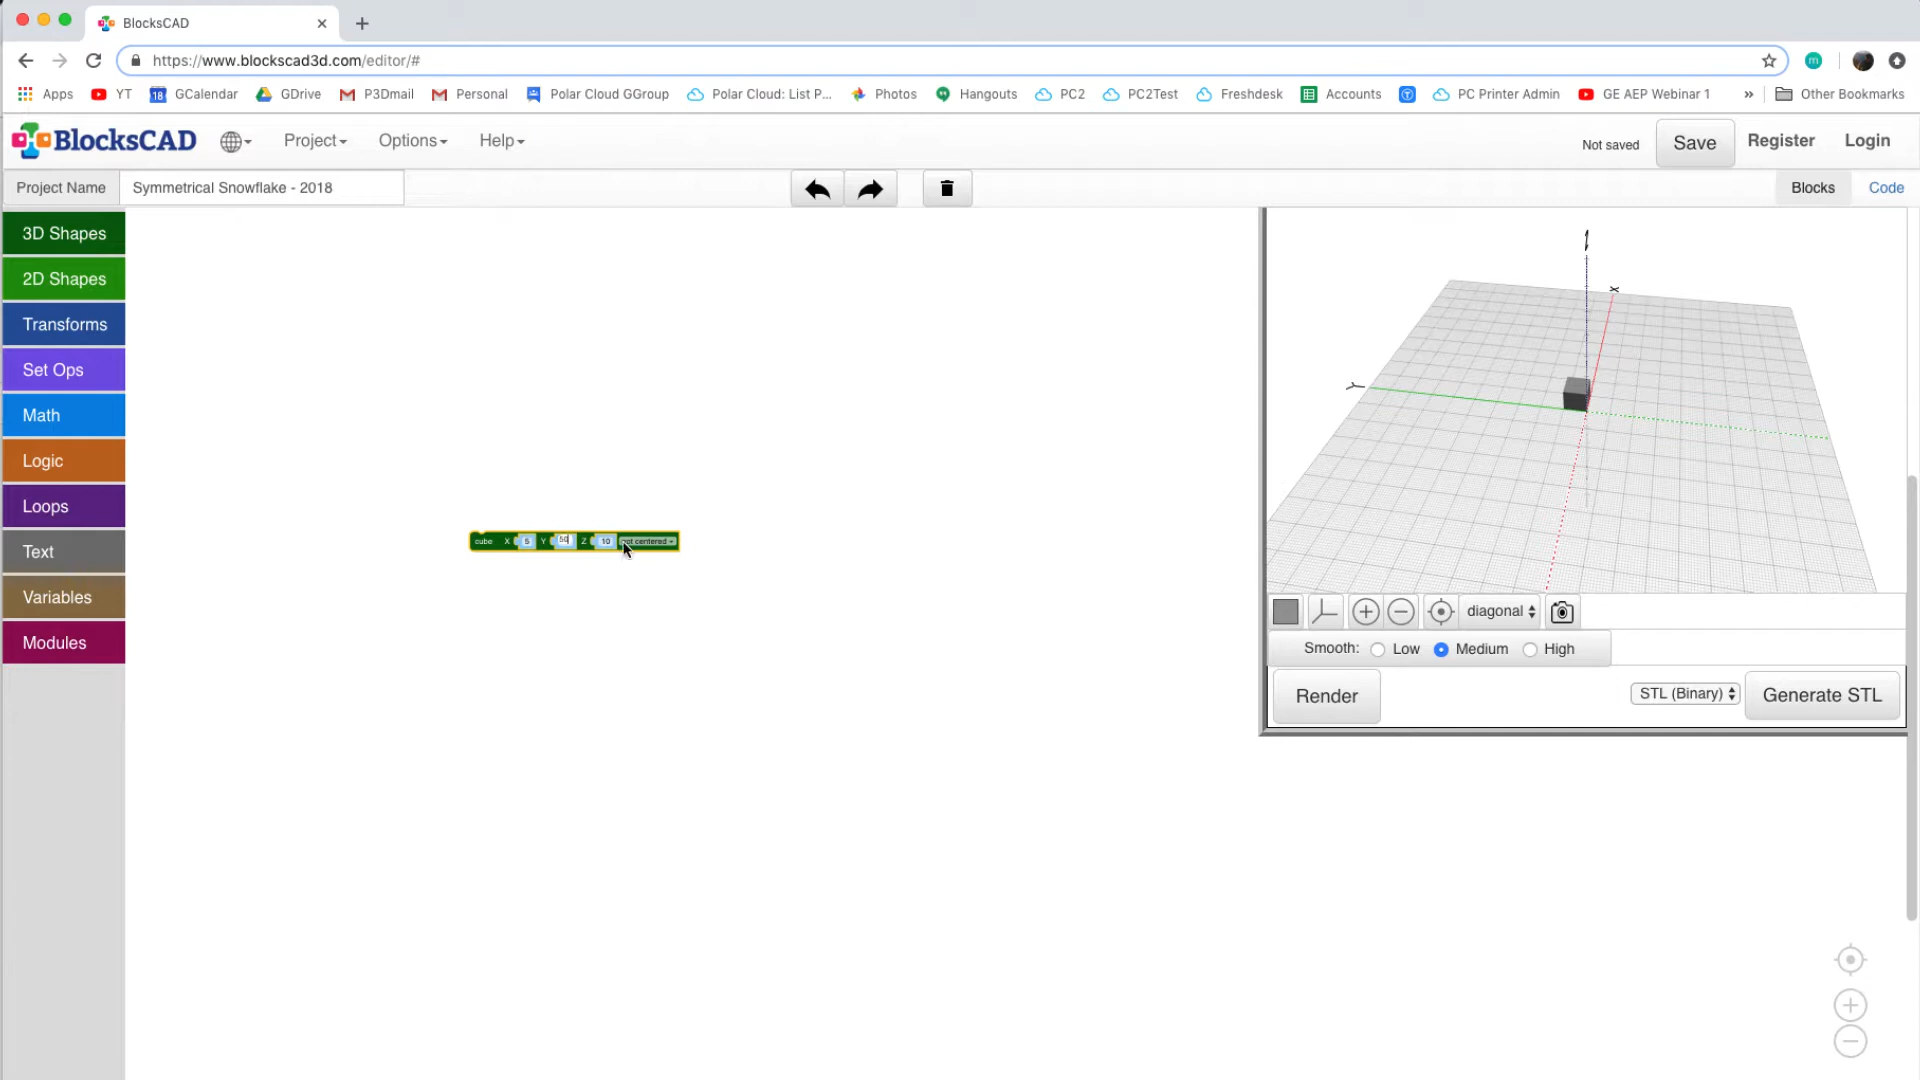 BlocksCAD
https://www.blockscad3d.com/editor/#
Apps YT GCalendar GDrive P3Dmail Personal Polar Cloud GGroup Polar Cloud: List P... Photos Hangouts PC2 PC2Test Freshdesk Accounts PC Printer Admin GE AEP Webinar 1 » Other Bookmarks
BlocksCAD Project Options Help Not saved Save Register Login
Project Name Symmetrical Snowflake - 2018 Blocks Code
3D Shapes
2D Shapes
Transforms
Set Ops
Math
Logic
Loops
Text
Variables
Modules
cube X 5 Y 50 Z 10 not centered
X
Y
diagonal
Smooth: Low Medium High
Render STL (Binary) Generate STL